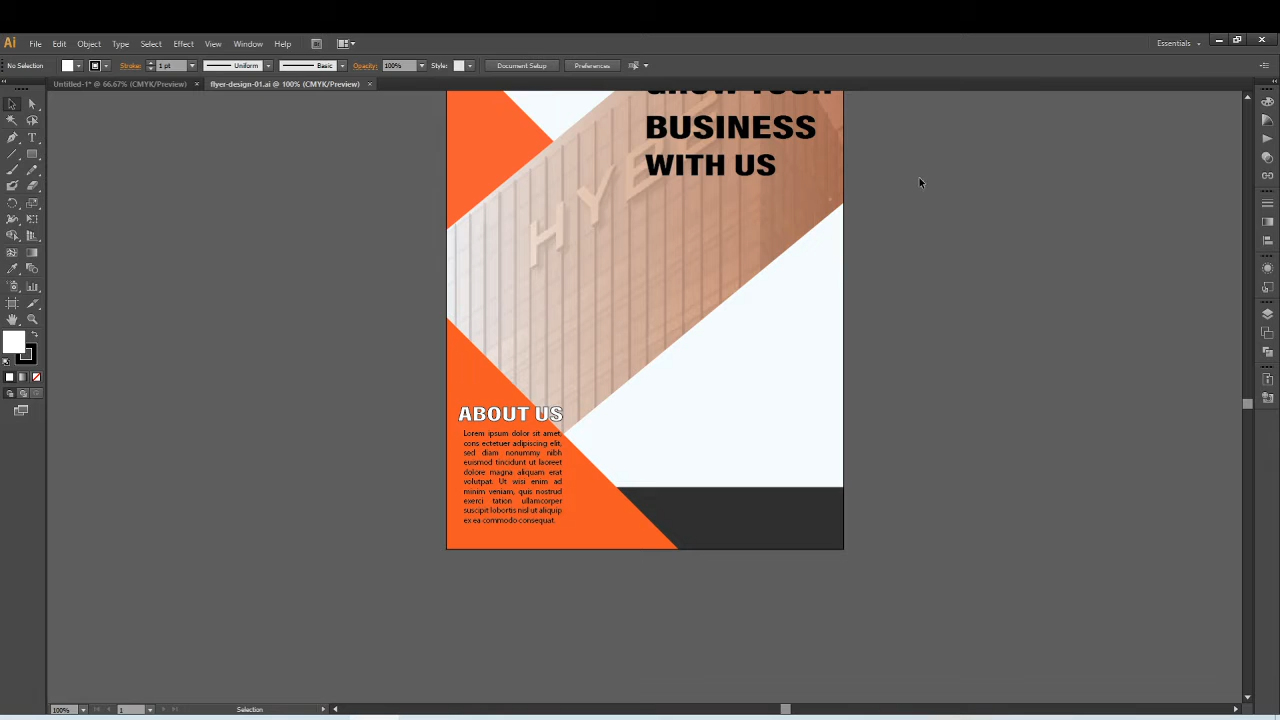 Ai File Edit Object Type Select Effect View Window Help Essentials
No Selection Stroke: 1 pt Uniform Basic Opacity: 100% Style: Document Setup Preferences
Untitled-1* @ 66.67% (CMYK/Preview) × flyer-design-01.ai @ 100% (CMYK/Preview) ×
GROW YOUR
BUSINESS
WITH US
HYEE
ABOUT US
Lorem ipsum dolor sit amet,
cons ectetuer adipiscing elit,
sed diam nonummy nibh
euismod tincidunt ut laoreet
dolore magna aliquam erat
volutpat. Ut wisi enim ad
minim veniam, quis nostrud
exerci tation ullamcorper
suscipit lobortis nisl ut aliquip
ex ea commodo consequat.
100% 1 Selection